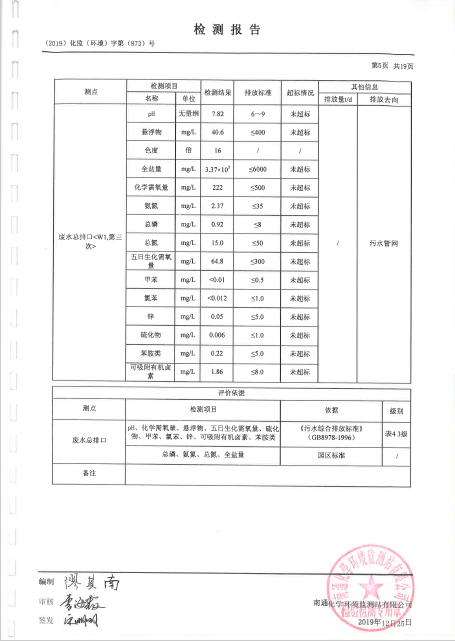 检 测 报 告
（2019）化监（环境）字第（873）号
第5页 共19页
测点 检测项目 检测结果 排放标准 超标情况 其他信息
名称 单位 排放量t/d 排放去向
废水总排口<W1,第三次> / 污水管网
pH 无量纲 7.82 6～9 未超标
悬浮物 mg/L 40.6 ≤400 未超标
色度 倍 16 / /
全盐量 mg/L 3.37×10³ ≤6000 未超标
化学需氧量 mg/L 222 ≤500 未超标
氨氮 mg/L 2.37 ≤35 未超标
总磷 mg/L 0.92 ≤8 未超标
总氮 mg/L 15.0 ≤50 未超标
五日生化需氧量 mg/L 64.8 ≤300 未超标
甲苯 mg/L <0.01 ≤0.5 未超标
氯苯 mg/L <0.012 ≤1.0 未超标
锌 mg/L 0.05 ≤5.0 未超标
硫化物 mg/L 0.006 ≤1.0 未超标
苯胺类 mg/L 0.22 ≤5.0 未超标
可吸附有机卤素 mg/L 1.86 ≤8.0 未超标
评价依据
测点 检测项目 依据 级别
废水总排口
pH、化学需氧量、悬浮物、五日生化需氧量、硫化物、甲苯、氯苯、锌、可吸附有机卤素、苯胺类 《污水综合排放标准》（GB8978-1996） 表4 3级
总磷、氨氮、总氮、全盐量 园区标准 /
备注
编制
审核
签发
南通化学环境监测站有限公司
检验检测专用章
2019年12月25日